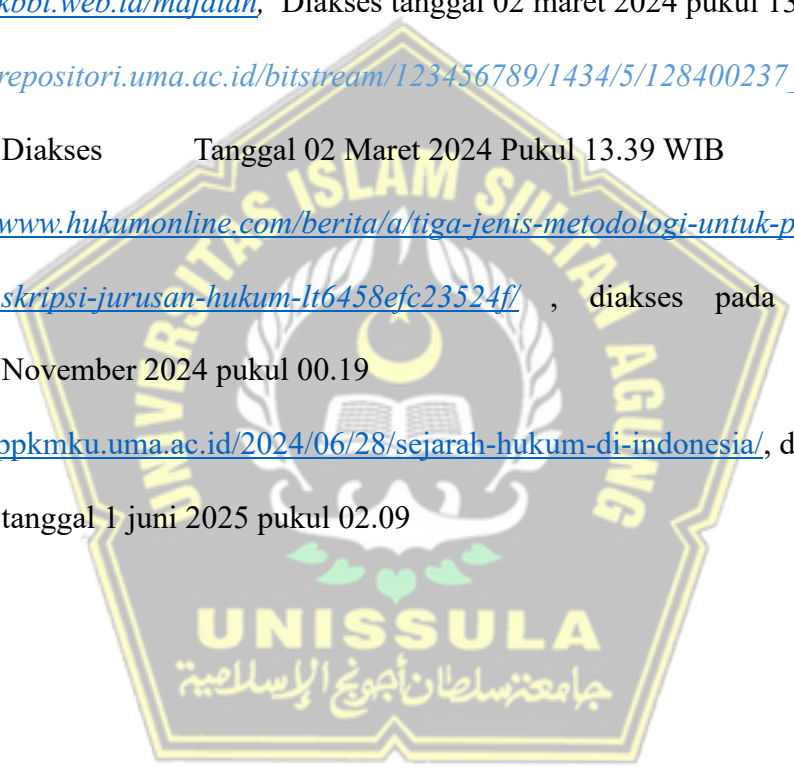 kbbi.web.id/majalah, Diakses tanggal 02 maret 2024 pukul 13
repositori.uma.ac.id/bitstream/123456789/1434/5/128400237_
Diakses Tanggal 02 Maret 2024 Pukul 13.39 WIB
www.hukumonline.com/berita/a/tiga-jenis-metodologi-untuk-p
skripsi-jurusan-hukum-lt6458efc23524f/ , diakses pada
November 2024 pukul 00.19
ppkmku.uma.ac.id/2024/06/28/sejarah-hukum-di-indonesia/, d
tanggal 1 juni 2025 pukul 02.09
UNIVERSITAS ISLAM SULTAN AGUNG
UNISSULA
جامعتنسلطان أجونج الإسلامية